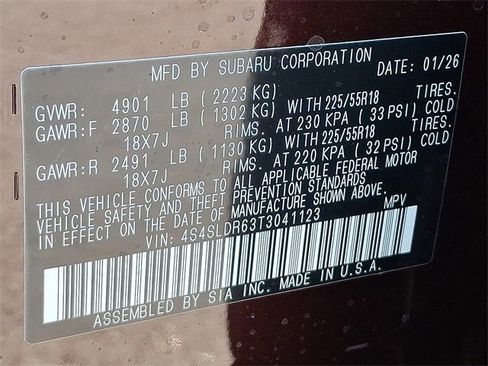 MFD BY SUBARU CORPORATION DATE: 01/26
GVWR: 4901 LB ( 2223 KG)
GAWR:F 2870 LB ( 1302 KG) WITH 225/55R18 TIRES.
18X7J RIMS. AT 230 KPA ( 33 PSI) COLD
GAWR:R 2491 LB ( 1130 KG) WITH 225/55R18 TIRES.
18X7J RIMS. AT 220 KPA ( 32 PSI) COLD
THIS VEHICLE CONFORMS TO ALL APPLICABLE FEDERAL MOTOR
VEHICLE SAFETY AND THEFT PREVENTION STANDARDS
IN EFFECT ON THE DATE OF MANUFACTURE SHOWN ABOVE.
VIN: 4S4SLDR63T3041123 MPV
ASSEMBLED BY SIA INC. MADE IN U.S.A.